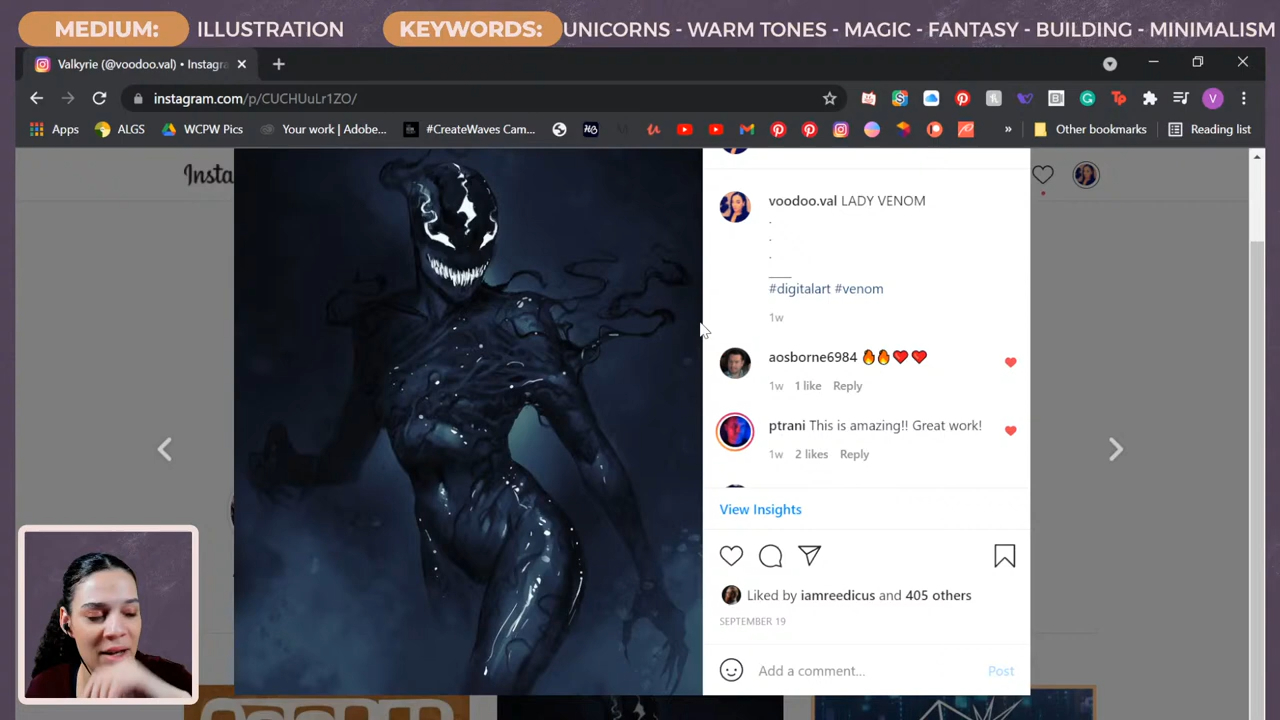 MEDIUM: ILLUSTRATION KEYWORDS: UNICORNS - WARM TONES - MAGIC - FANTASY - BUILDING - MINIMALISM
Valkyrie (@voodoo.val) • Instagra
instagram.com/p/CUCHUuLr1ZO/
Apps ALGS WCPW Pics Your work | Adobe... #CreateWaves Cam... » Other bookmarks Reading list
Insta
voodoo.val LADY VENOM
.
.
.
___
#digitalart #venom
1w
aosborne6984 🔥🔥❤️❤️
1w 1 like Reply
ptrani This is amazing!! Great work!
1w 2 likes Reply
View Insights
Liked by iamreedicus and 405 others
SEPTEMBER 19
Add a comment... Post